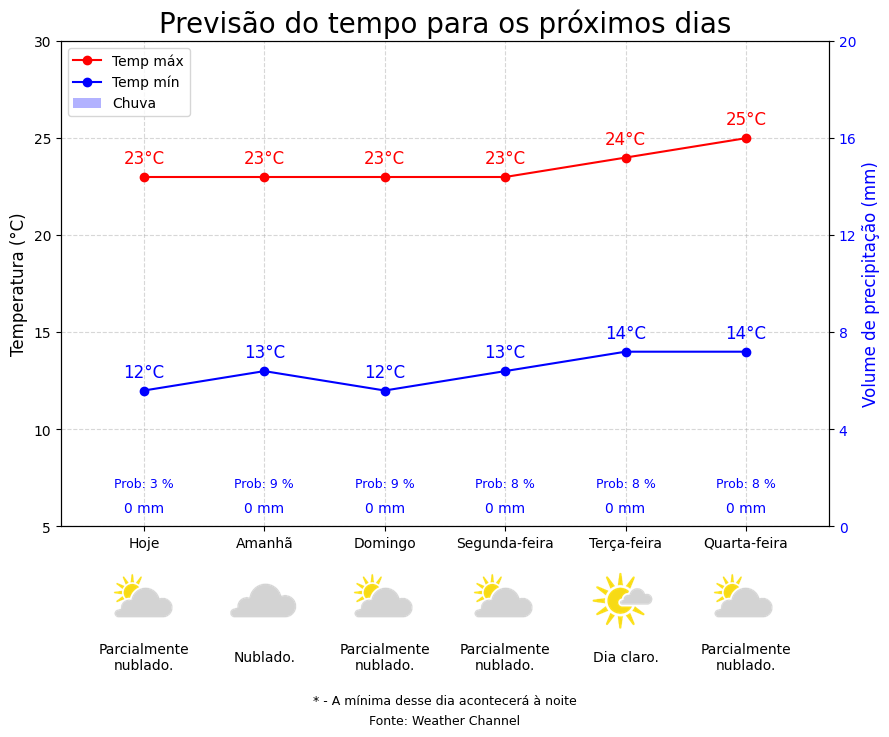 Previsão do tempo para os próximos dias
30
25
20
15
10
5
Temperatura (°C)
20
16
12
8
4
0
Volume de precipitação (mm)
Temp máx
Temp mín
Chuva
23°C 23°C 23°C 23°C 24°C 25°C
12°C 13°C 12°C 13°C 14°C 14°C
Prob: 3 % Prob: 9 % Prob: 9 % Prob: 8 % Prob: 8 % Prob: 8 %
0 mm 0 mm 0 mm 0 mm 0 mm 0 mm
Hoje Amanhã Domingo Segunda-feira Terça-feira Quarta-feira
Parcialmente
nublado.
Nublado.
Parcialmente
nublado.
Parcialmente
nublado.
Dia claro.
Parcialmente
nublado.
* - A mínima desse dia acontecerá à noite
Fonte: Weather Channel